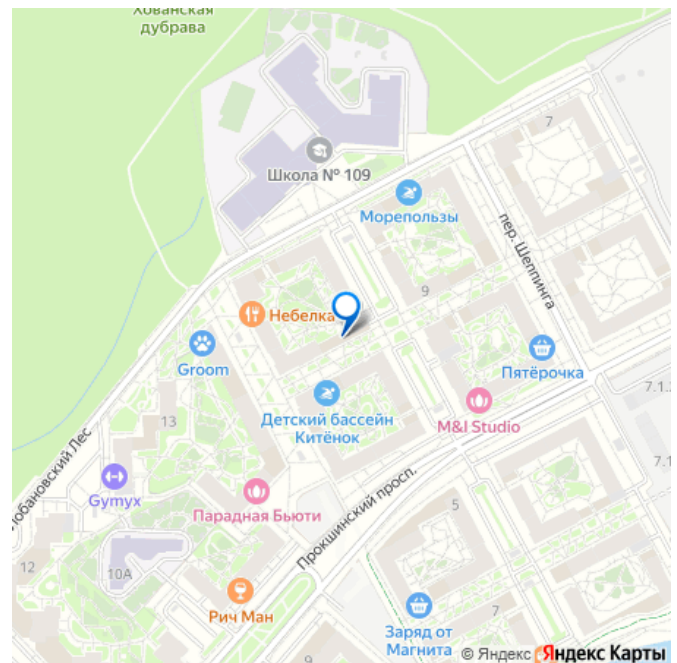 Хованская
дубрава
7
Школа № 109
Морепользы
пер. Шеппинга
9
Небелка
Groom
Пятёрочка
Детский бассейн
Китёнок
M&I Studio
7.1.
13
Лобановский Лес
Gymyx
7.1
Парадная Бьюти
Прокшинский просп.
5
12
10А
Рич Ман
7
Заряд от
Магнита
9
© Яндекс Яндекс Карты